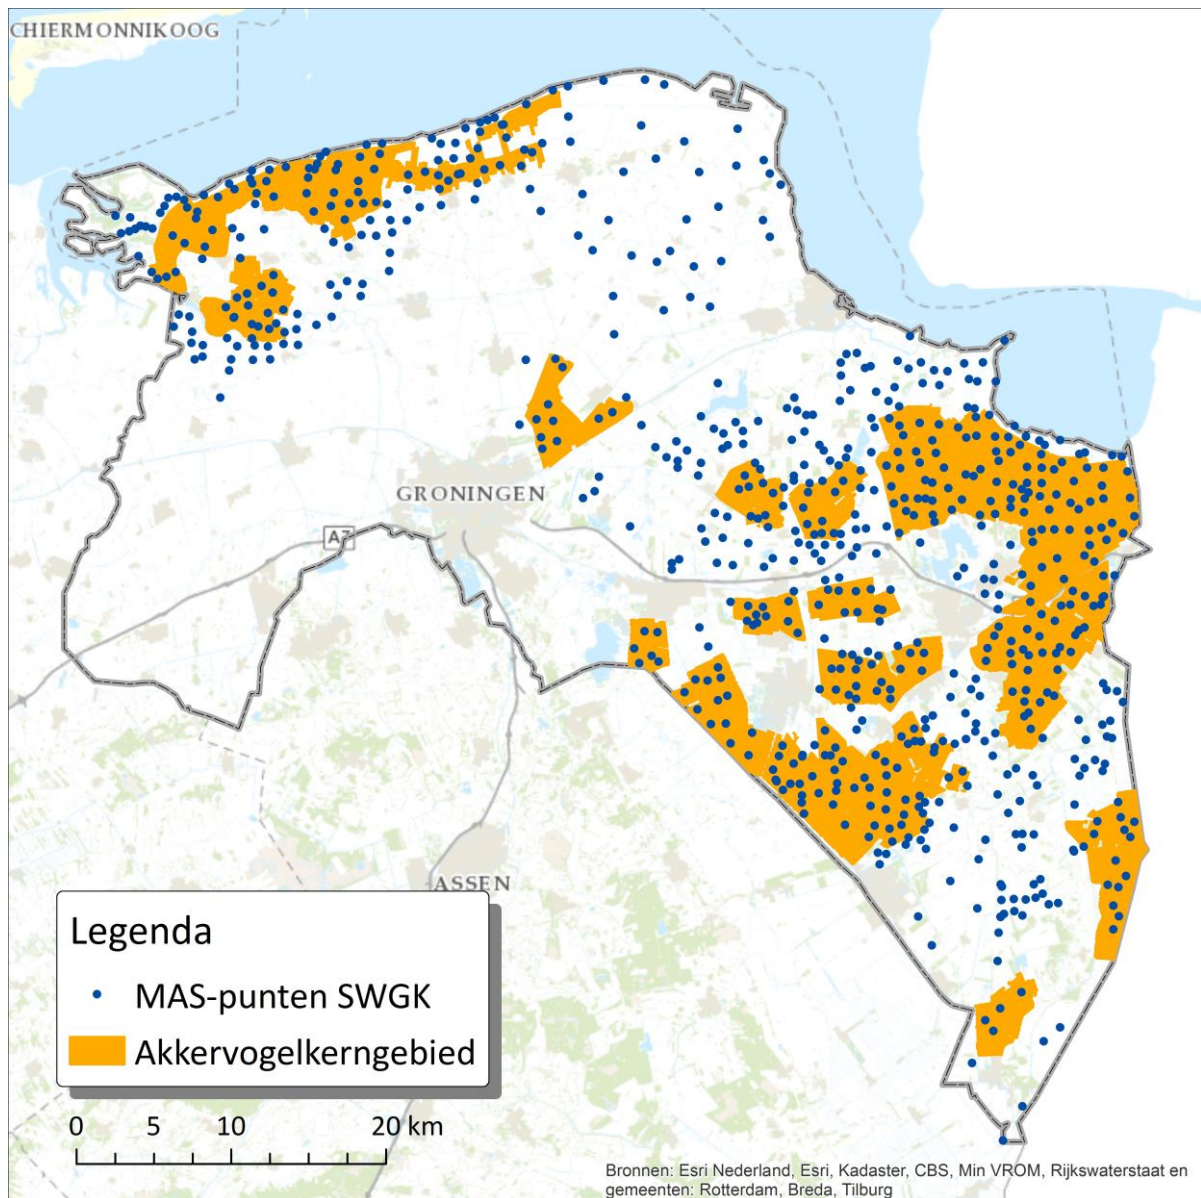 CHIERMONNIKOOG
GRONINGEN
A7
ASSEN
Legenda
MAS-punten SWGK
Akkervogelkerngebied
0 5 10 20 km
Bronnen: Esri Nederland, Esri, Kadaster, CBS, Min VROM, Rijkswaterstaat en
gemeenten: Rotterdam, Breda, Tilburg